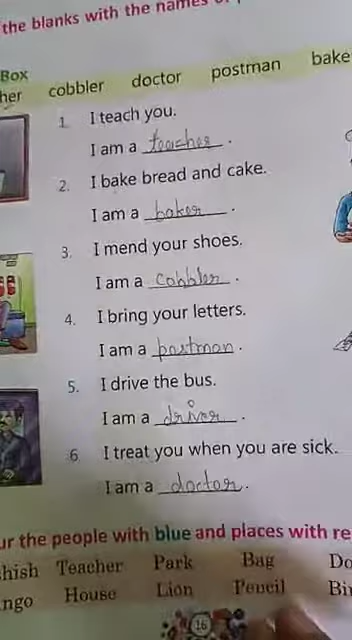 the blanks with the names
Box
her cobbler doctor postman bake
1. I teach you.
I am a teacher.
2. I bake bread and cake.
I am a baker.
3. I mend your shoes.
I am a cobbler.
4. I bring your letters.
I am a postman.
5. I drive the bus.
I am a driver.
6. I treat you when you are sick.
I am a doctor.
ur the people with blue and places with re
hish Teacher Park Bag Do
ngo House Lion Pencil Bi
16